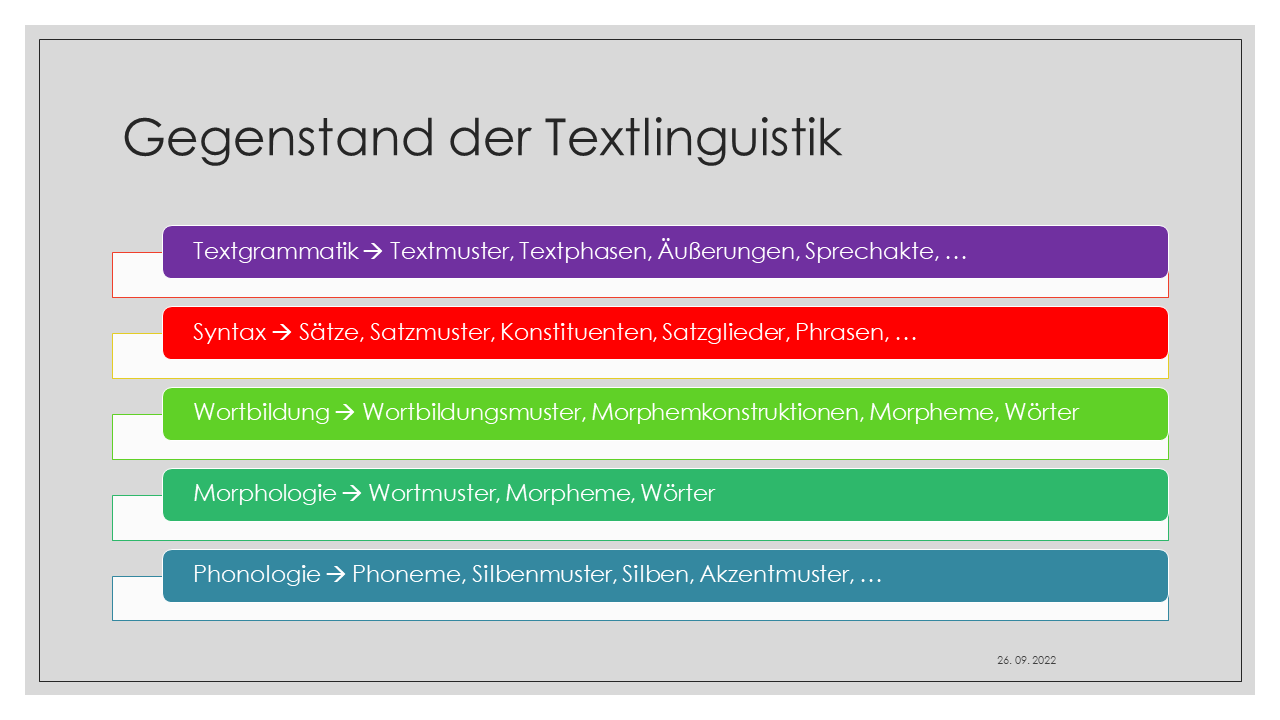 Gegenstand der Textlinguistik
Textgrammatik → Textmuster, Textphasen, Äußerungen, Sprechakte, …
Syntax → Sätze, Satzmuster, Konstituenten, Satzglieder, Phrasen, …
Wortbildung → Wortbildungsmuster, Morphemkonstruktionen, Morpheme, Wörter
Morphologie → Wortmuster, Morpheme, Wörter
Phonologie → Phoneme, Silbenmuster, Silben, Akzentmuster, …
26. 09. 2022